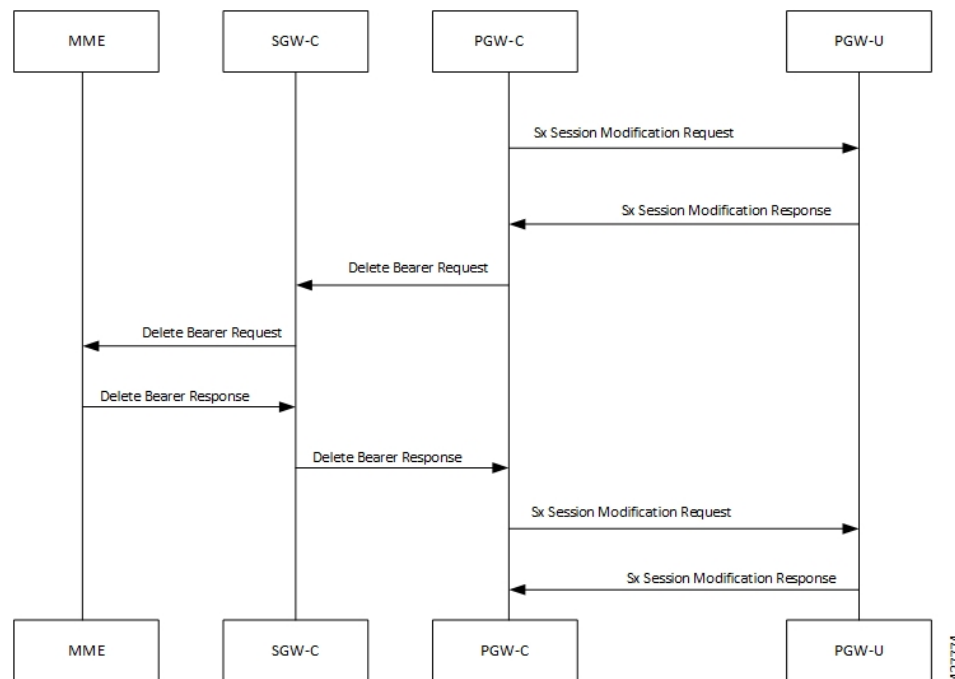 MME
SGW-C
PGW-C
PGW-U
Sx Session Modification Request
Sx Session Modification Response
Delete Bearer Request
Delete Bearer Request
Delete Bearer Response
Delete Bearer Response
Sx Session Modification Request
Sx Session Modification Response
MME
SGW-C
PGW-C
PGW-U